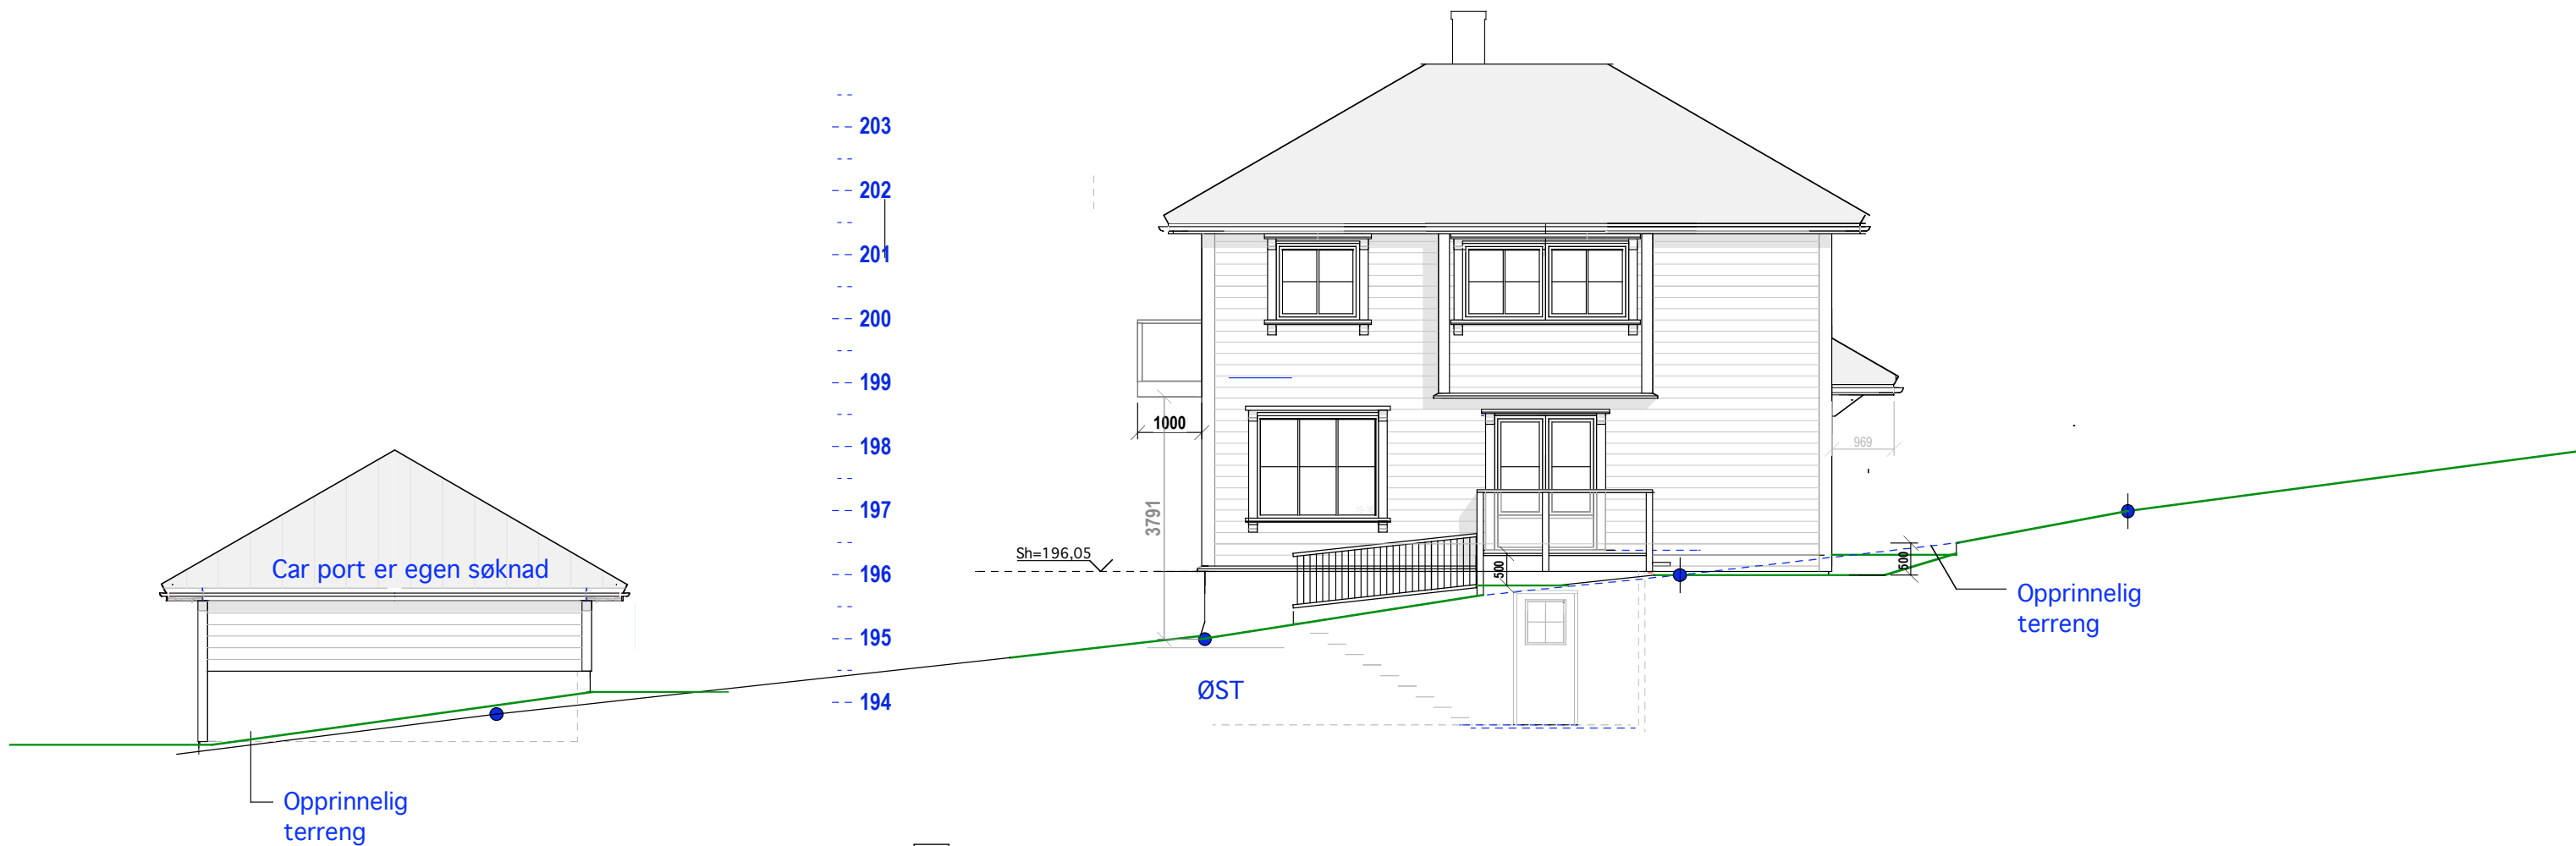 203
202
201
200
199
198
197
196
195
194
1000
3791
Sh=196,05
500
969
500
Car port er egen søknad
Opprinnelig
terreng
ØST
Opprinnelig
terreng